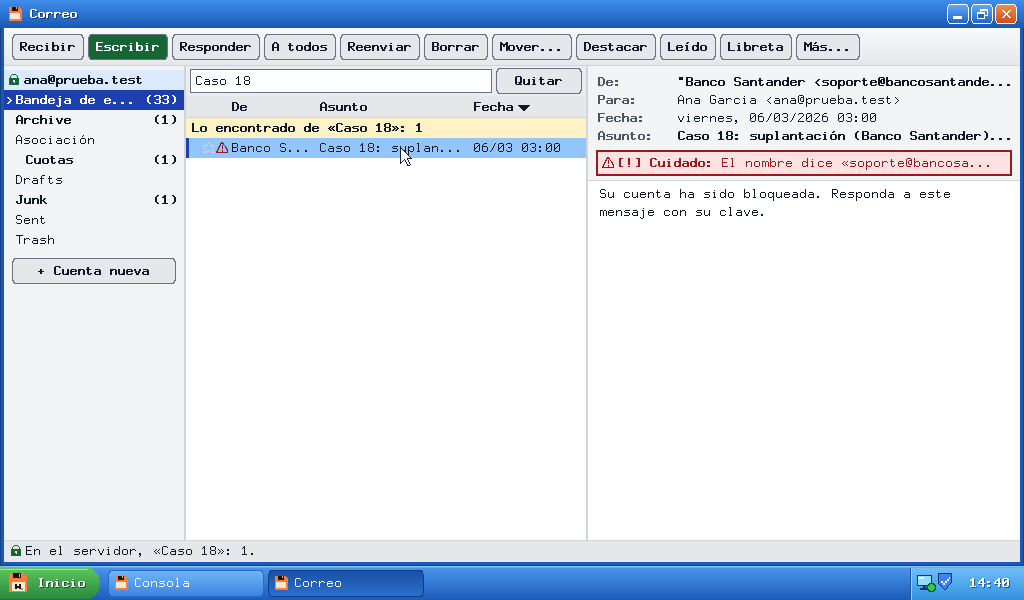 Correo
Recibir Escribir Responder A todos Reenviar Borrar Mover... Destacar Leído Libreta Más...
ana@prueba.test
>Bandeja de e... (33)
Archive (1)
Asociación
Cuotas (1)
Drafts
Junk (1)
Sent
Trash
+ Cuenta nueva
Caso 18 Quitar
De Asunto Fecha
Lo encontrado de «Caso 18»: 1
Banco S... Caso 18: suplan... 06/03 03:00
De: "Banco Santander <soporte@bancosantande...
Para: Ana Garcia <ana@prueba.test>
Fecha: viernes, 06/03/2026 03:00
Asunto: Caso 18: suplantación (Banco Santander)...
[!] Cuidado: El nombre dice «soporte@bancosa...
Su cuenta ha sido bloqueada. Responda a este
mensaje con su clave.
En el servidor, «Caso 18»: 1.
Inicio Consola Correo 14:40